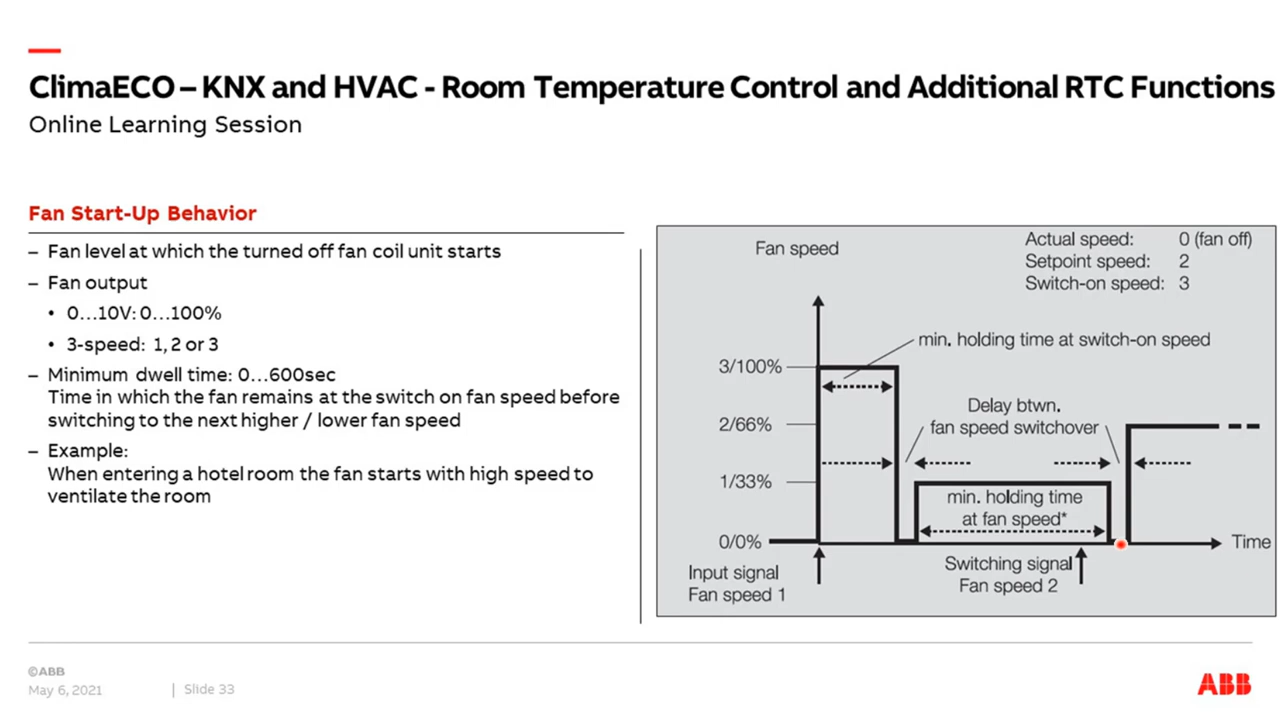 ClimaECO – KNX and HVAC - Room Temperature Control and Additional RTC Functions
Online Learning Session
Fan Start-Up Behavior
– Fan level at which the turned off fan coil unit starts
– Fan output
• 0…10V: 0…100%
• 3-speed: 1, 2 or 3
– Minimum dwell time: 0…600sec
Time in which the fan remains at the switch on fan speed before
switching to the next higher / lower fan speed
– Example:
When entering a hotel room the fan starts with high speed to
ventilate the room
Fan speed
Actual speed: 0 (fan off)
Setpoint speed: 2
Switch-on speed: 3
min. holding time at switch-on speed
3/100%
Delay btwn.
fan speed switchover
2/66%
1/33%
min. holding time
at fan speed*
0/0%
Time
Input signal
Fan speed 1
Switching signal
Fan speed 2
©ABB
May 6, 2021 | Slide 33
ABB